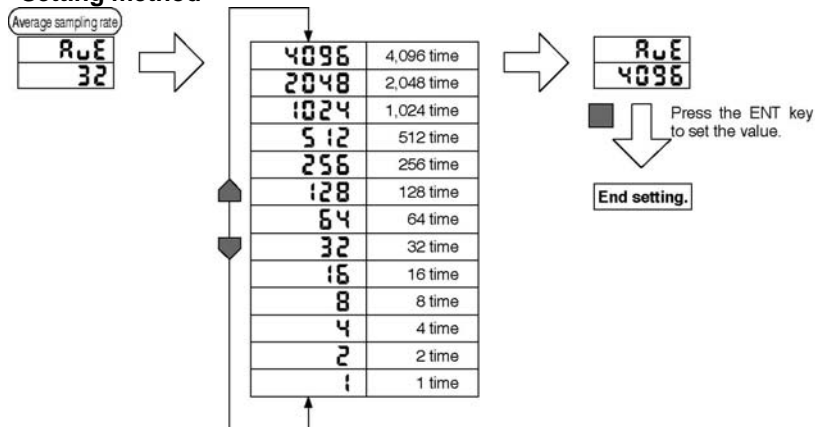 Setting method
Average sampling rate
AvE
32
4096 4,096 time
2048 2,048 time
1024 1,024 time
512 512 time
256 256 time
128 128 time
64 64 time
32 32 time
16 16 time
8 8 time
4 4 time
2 2 time
1 1 time
AvE
4096
Press the ENT key
to set the value.
End setting.